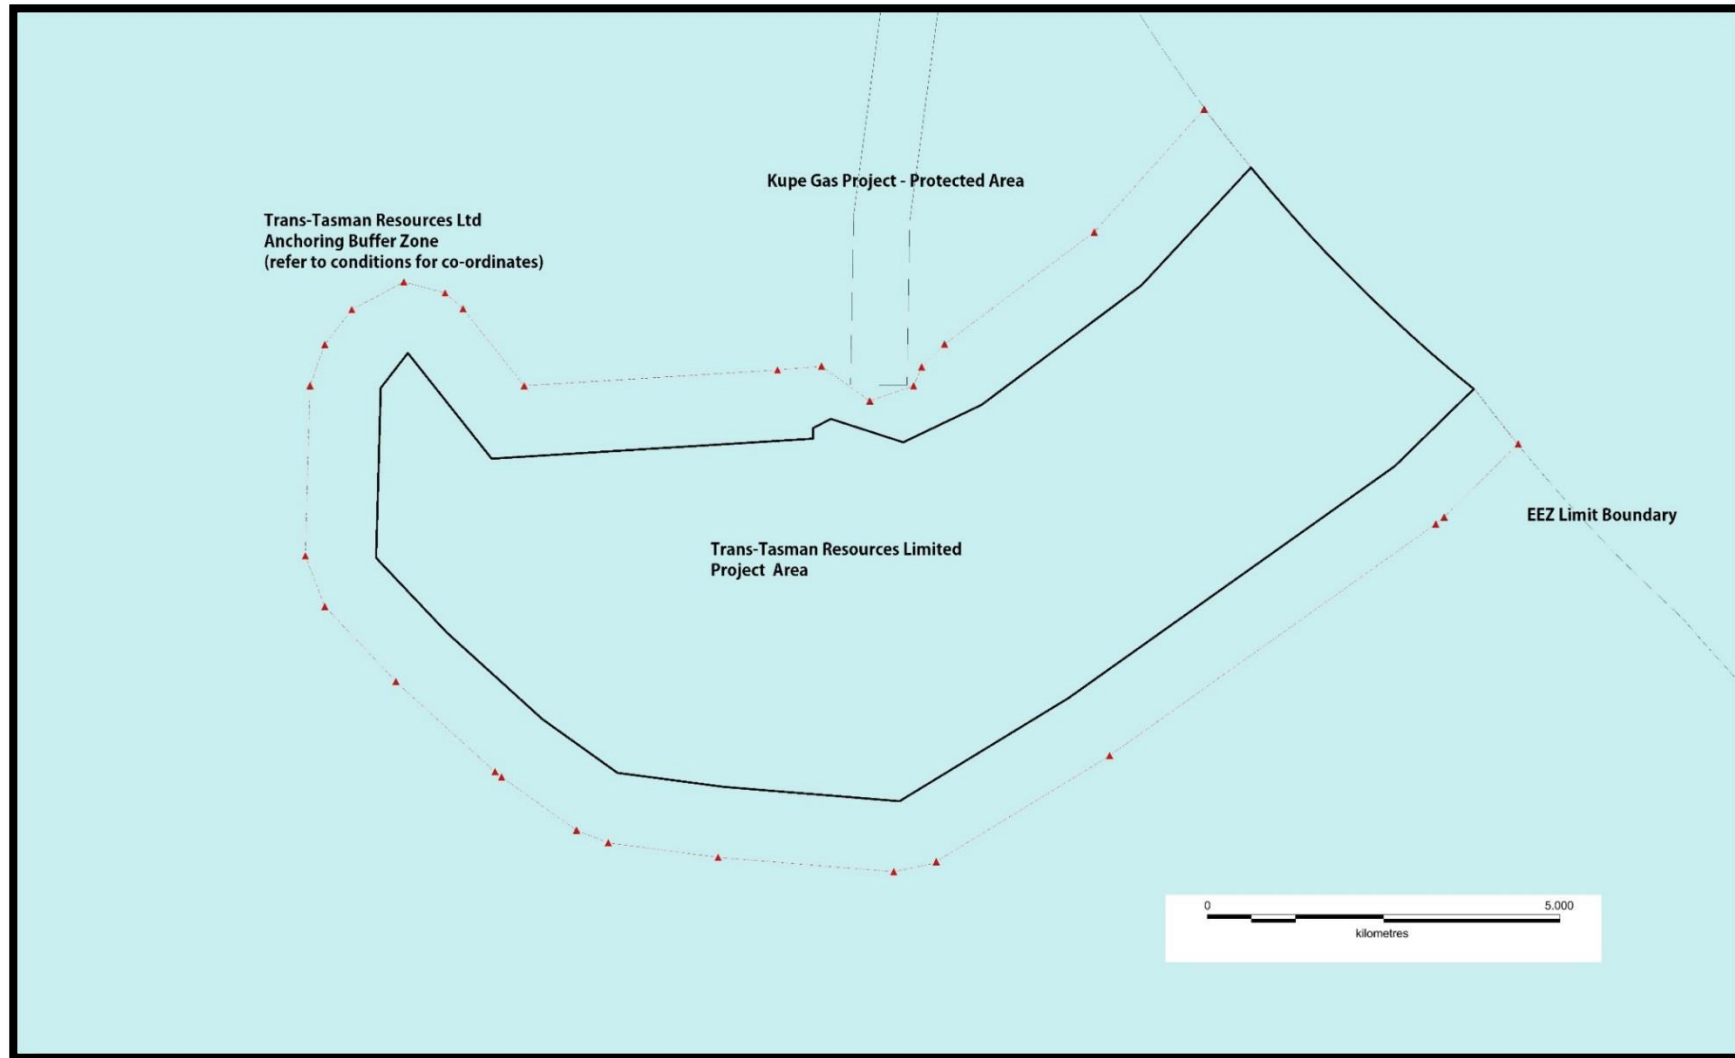 Kupe Gas Project - Protected Area
Trans-Tasman Resources Ltd
Anchoring Buffer Zone
(refer to conditions for co-ordinates)
EEZ Limit Boundary
Trans-Tasman Resources Limited
Project Area
0 5.000
kilometres